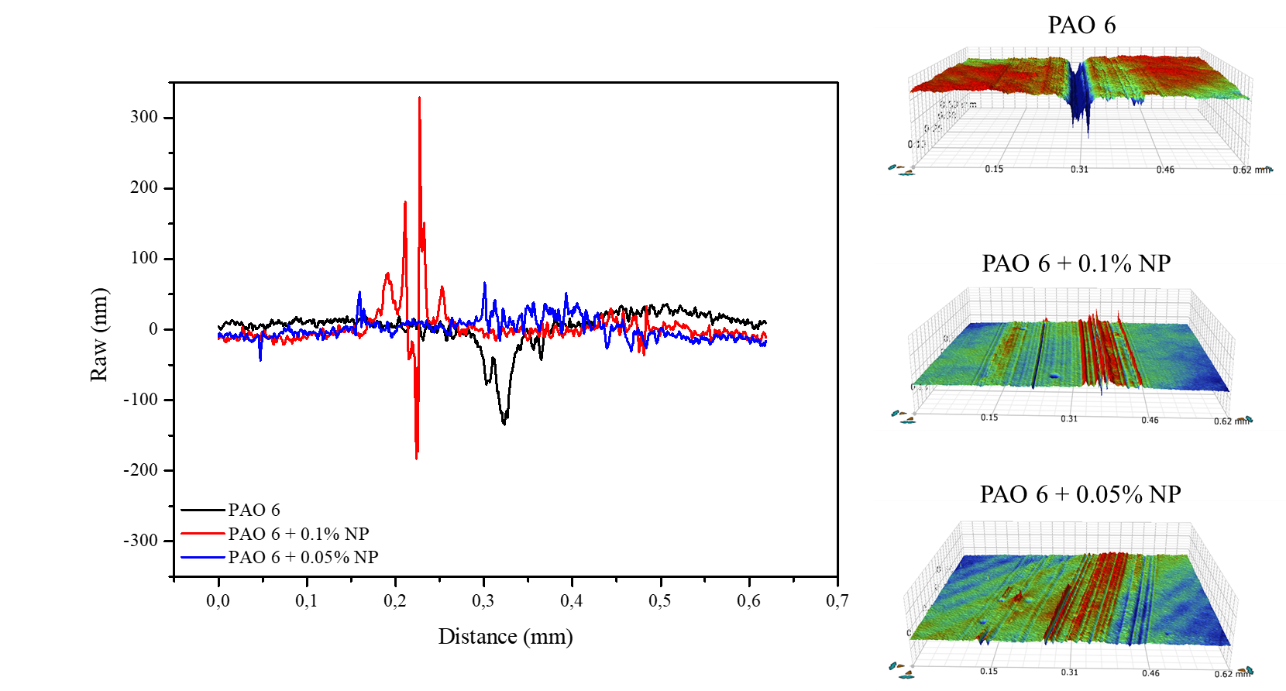 PAO 6
0.15
0.31
0.46
0.62 mm
300
200
100
0
-100
-200
-300
Raw (nm)
PAO 6
PAO 6 + 0.1% NP
PAO 6 + 0.05% NP
0,0
0,1
0,2
0,3
0,4
0,5
0,6
0,7
Distance (mm)
PAO 6 + 0.1% NP
0.15
0.31
0.46
0.62 mm
PAO 6 + 0.05% NP
0.15
0.31
0.46
0.62 mm